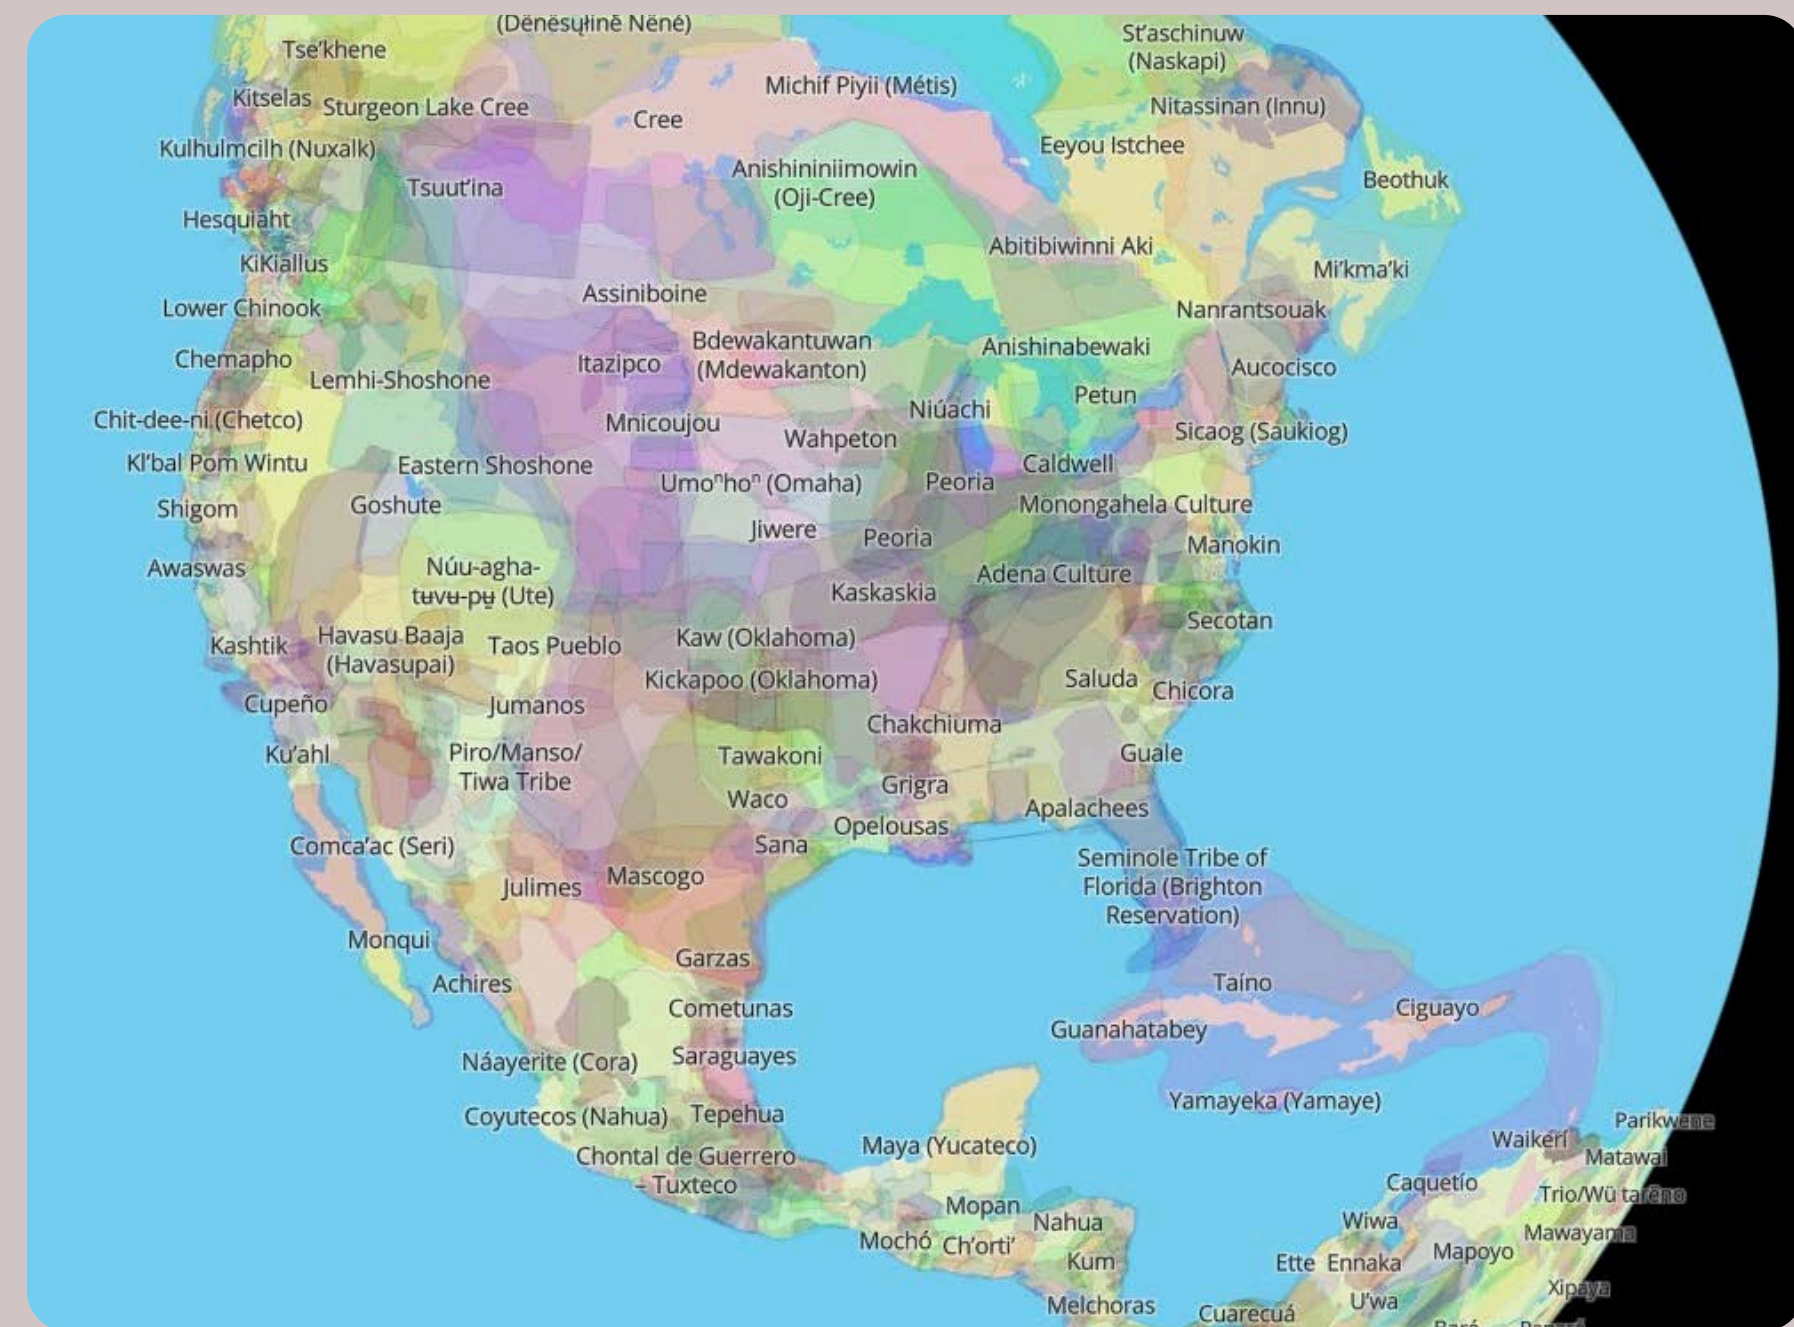 (Dënësųłinë Nëné)
Tse’khene
St’aschinuw
(Naskapi)
Michif Piyii (Métis)
Kitselas
Sturgeon Lake Cree
Nitassinan (Innu)
Cree
Eeyou Istchee
Kulhulmcilh (Nuxalk)
Anishininiimowin
(Oji-Cree)
Tsuut’ina
Beothuk
Hesquiaht
Abitibiwinni Aki
KiKiallus
Mi’kma’ki
Assiniboine
Lower Chinook
Nanrantsouak
Bdewakantuwan
(Mdewakanton)
Anishinabewaki
Chemapho
Itazipco
Aucocisco
Lemhi-Shoshone
Petun
Niúachi
Chit-dee-ni (Chetco)
Mnicoujou
Wahpeton
Sicaog (Saukiog)
Kl’bal Pom Wintu
Eastern Shoshone
Caldwell
Umoⁿhoⁿ (Omaha)
Peoria
Shigom
Goshute
Monongahela Culture
Jiwere
Peoria
Manokin
Awaswas
Núu-agha-
tʉvʉ-pʉ̱ (Ute)
Adena Culture
Kaskaskia
Secotan
Kashtik
Havasu Baaja
(Havasupai)
Taos Pueblo
Kaw (Oklahoma)
Kickapoo (Oklahoma)
Saluda
Chicora
Cupeño
Jumanos
Chakchiuma
Ku’ahl
Piro/Manso/
Tiwa Tribe
Tawakoni
Guale
Grigra
Waco
Apalachees
Opelousas
Comca’ac (Seri)
Sana
Seminole Tribe of
Florida (Brighton
Reservation)
Julimes
Mascogo
Monqui
Garzas
Achires
Taíno
Cometunas
Ciguayo
Guanahatabey
Náayerite (Cora)
Saraguayes
Yamayeka (Yamaye)
Coyutecos (Nahua)
Tepehua
Parikwene
Maya (Yucateco)
Waikerí
Chontal de Guerrero
– Tuxteco
Matawai
Caquetío
Trio/Wü tarëno
Mopan
Nahua
Wiwa
Mawayama
Mochó
Ch’orti’
Mapoyo
Kum
Ette Ennaka
Xipaya
U’wa
Melchoras
Cuarecuá